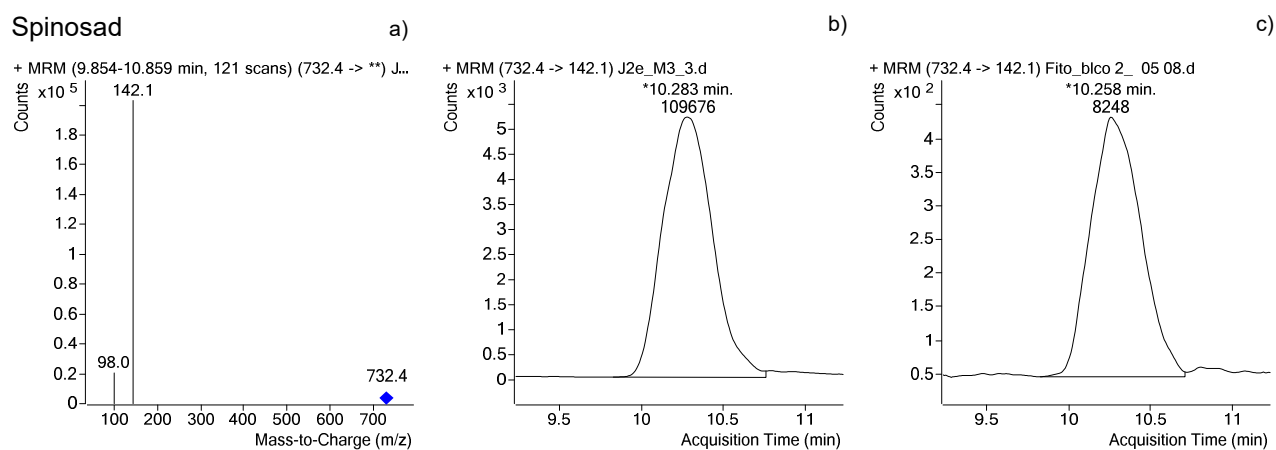 Spinosad
a)
+ MRM (9.854-10.859 min, 121 scans) (732.4 -> **) J...
Counts
x10 5
142.1
1.8
1.6
1.4
1.2
1
0.8
0.6
0.4
0.2
0
98.0
732.4
100 200 300 400 500 600 700
Mass-to-Charge (m/z)
b)
+ MRM (732.4 -> 142.1) J2e_M3_3.d
Counts
x10 3
*10.283 min.
109676
5
4.5
4
3.5
3
2.5
2
1.5
1
0.5
0
9.5 10 10.5 11
Acquisition Time (min)
c)
+ MRM (732.4 -> 142.1) Fito_blco 2_ 05 08.d
Counts
x10 2
*10.258 min.
8248
4
3
2
1
0.5
9.5 10 10.5 11
Acquisition Time (min)